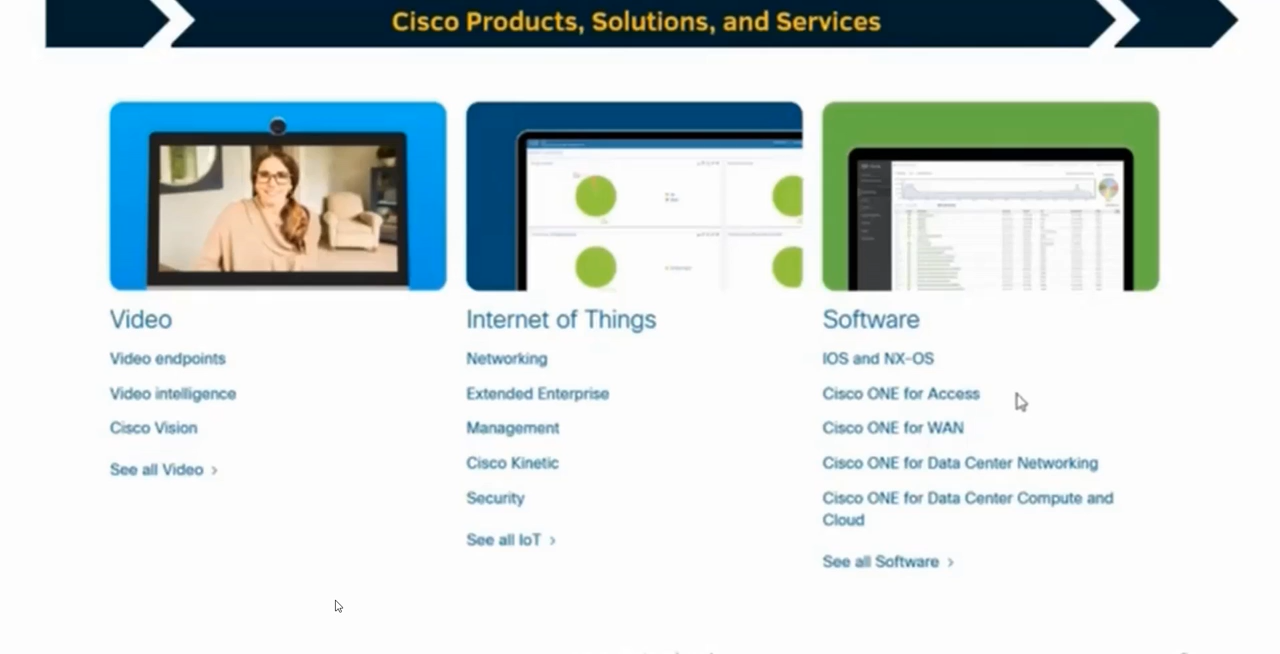 Cisco Products, Solutions, and Services
Video
Video endpoints
Video intelligence
Cisco Vision
See all Video >
Internet of Things
Networking
Extended Enterprise
Management
Cisco Kinetic
Security
See all IoT >
Software
IOS and NX-OS
Cisco ONE for Access
Cisco ONE for WAN
Cisco ONE for Data Center Networking
Cisco ONE for Data Center Compute and
Cloud
See all Software >